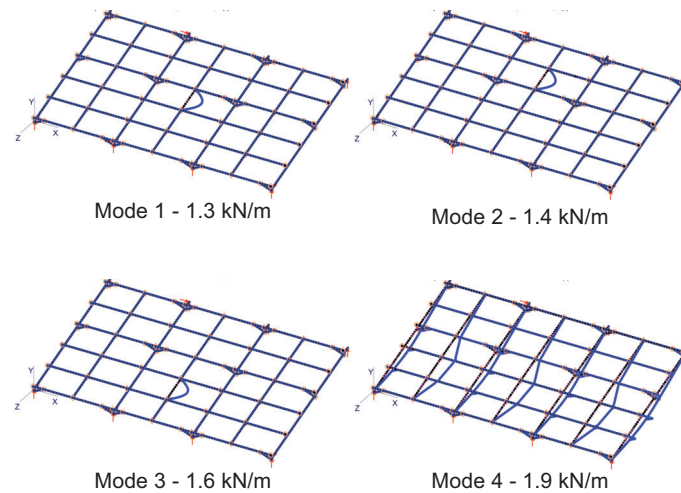 Y
Z
X
Y
Z
X
Mode 1 - 1.3 kN/m
Mode 2 - 1.4 kN/m
Y
Z
X
Y
Z
X
Mode 3 - 1.6 kN/m
Mode 4 - 1.9 kN/m